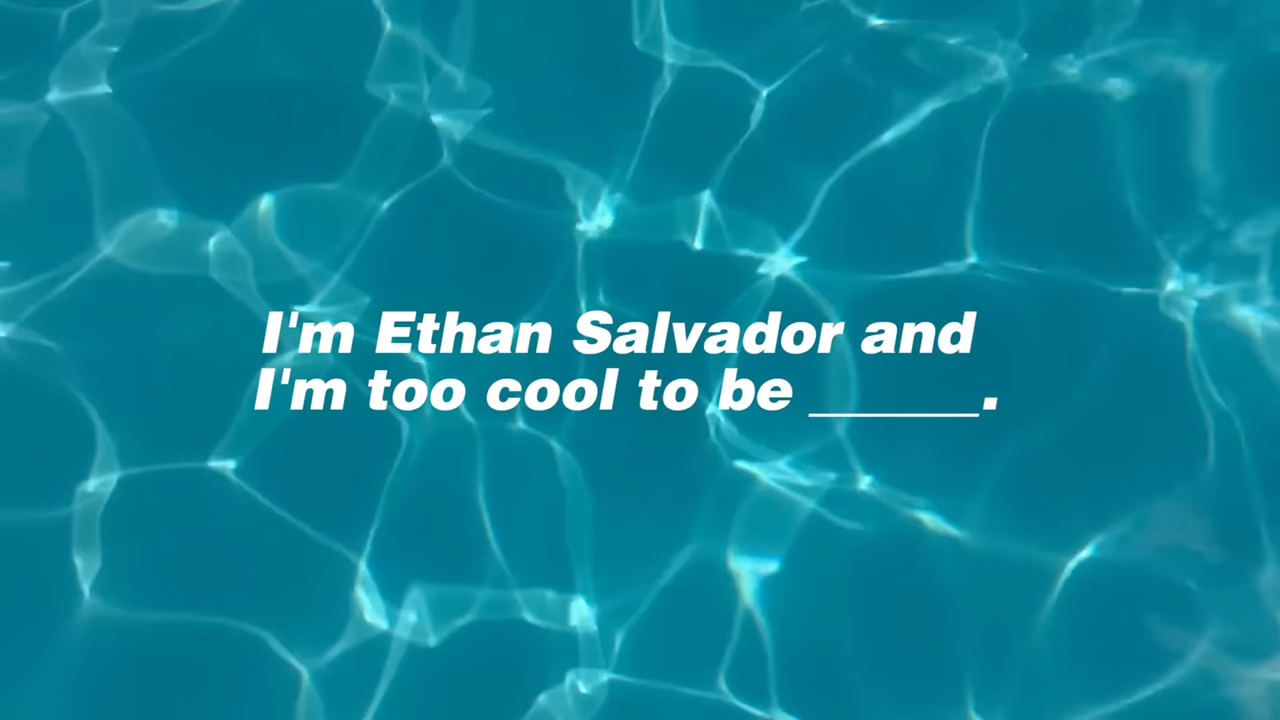 I'm Ethan Salvador and
I'm too cool to be ______.